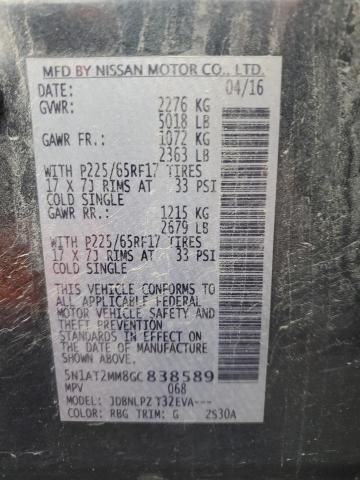 MFD BY NISSAN MOTOR CO., LTD.
DATE: 04/16
GVWR: 2276 KG
5018 LB
GAWR FR.: 1072 KG
2363 LB
WITH P225/65RF17 TIRES
17 X 7J RIMS AT 33 PSI
COLD SINGLE
GAWR RR.: 1215 KG
2679 LB
WITH P225/65RF17 TIRES
17 X 7J RIMS AT 33 PSI
COLD SINGLE
THIS VEHICLE CONFORMS TO
ALL APPLICABLE FEDERAL
MOTOR VEHICLE SAFETY AND
THEFT PREVENTION
STANDARDS IN EFFECT ON
THE DATE OF MANUFACTURE
SHOWN ABOVE.
5N1AT2MM8GC838589
MPV 068
MODEL: JDBNLPZ T32EVA---
COLOR: RBG TRIM: G 2S30A